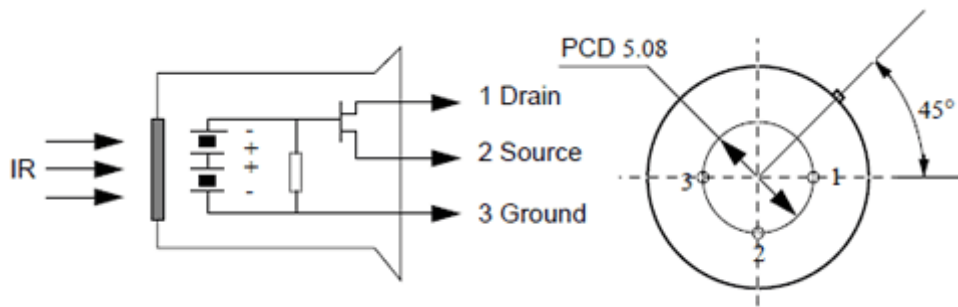 IR
-
+
+
-
1 Drain
2 Source
3 Ground
PCD 5.08
45°
3
1
2